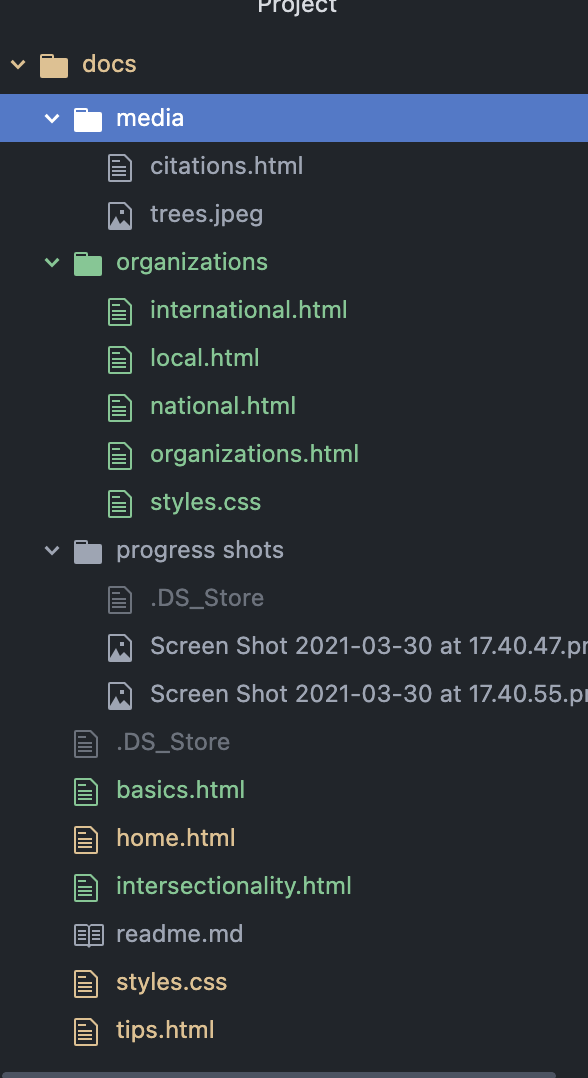 Project
docs
media
citations.html
trees.jpeg
organizations
international.html
local.html
national.html
organizations.html
styles.css
progress shots
.DS_Store
Screen Shot 2021-03-30 at 17.40.47.pr
Screen Shot 2021-03-30 at 17.40.55.pr
.DS_Store
basics.html
home.html
intersectionality.html
readme.md
styles.css
tips.html